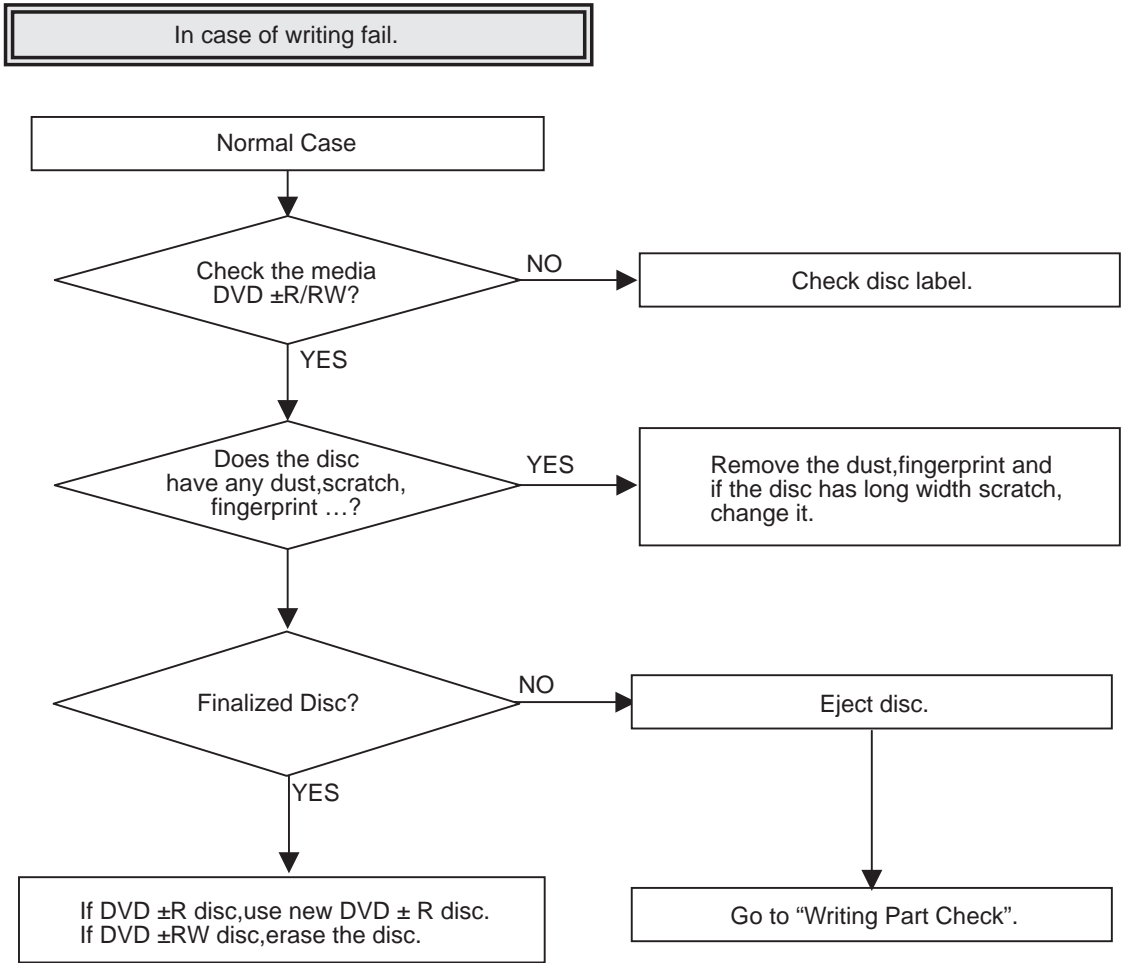 In case of writing fail.
Normal Case
Check the media
DVD ±R/RW?
NO
Check disc label.
YES
Does the disc
have any dust,scratch,
fingerprint …?
YES
Remove the dust,fingerprint and
if the disc has long width scratch,
change it.
Finalized Disc?
NO
Eject disc.
YES
If DVD ±R disc,use new DVD ± R disc.
If DVD ±RW disc,erase the disc.
Go to “Writing Part Check”.